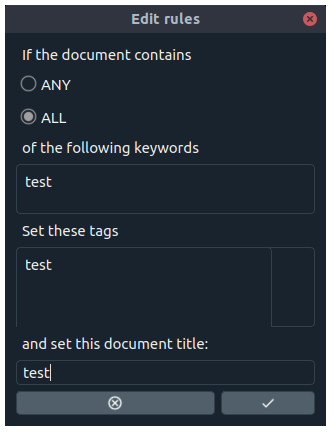 Edit rules
If the document contains
ANY
ALL
of the following keywords
test
Set these tags
test
and set this document title:
test